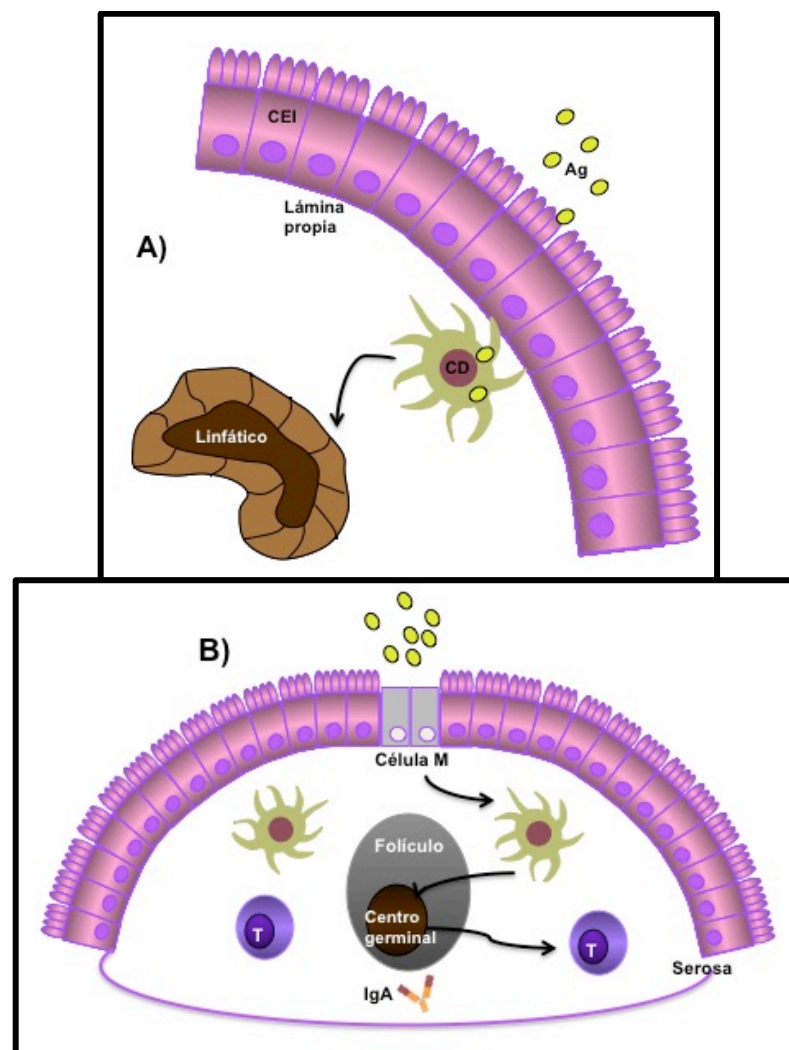 CEI
Ag
Lámina
propia
A)
CD
Linfático
B)
Célula M
Folículo
Centro
germinal
T
T
Serosa
IgA